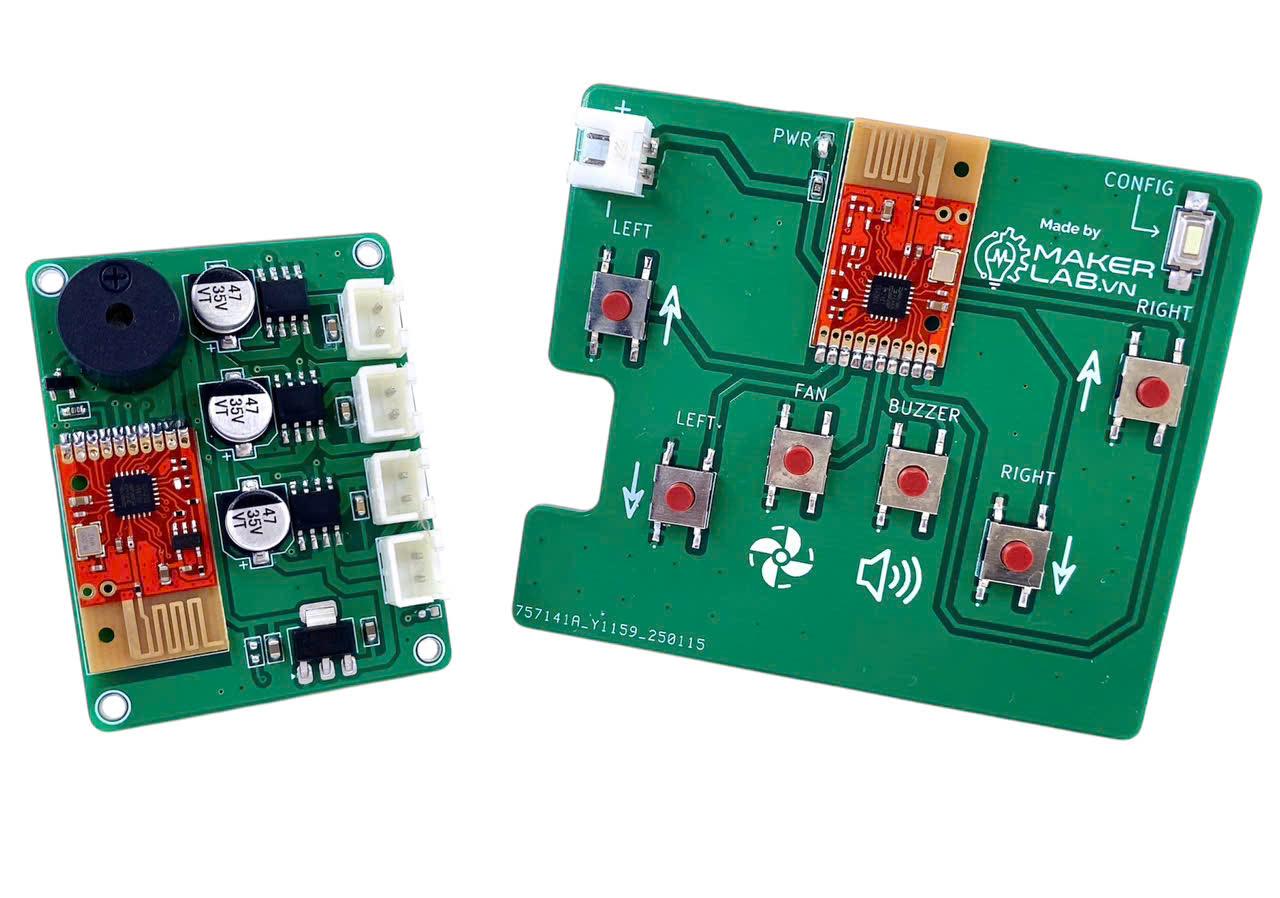 47
35V
VT
47
35V
VT
47
35V
VT
+
PWR
CONFIG
LEFT
Made by
MAKER
LAB.VN
RIGHT
FAN
LEFT
BUZZER
RIGHT
757141A_Y1159_250115